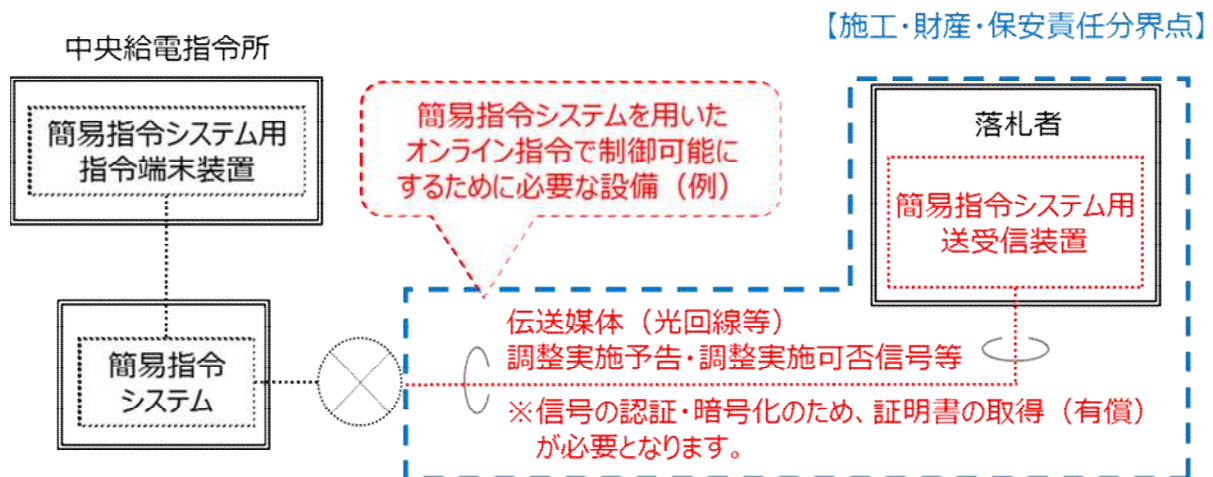 【施工・財産・保安責任分界点】
中央給電指令所
簡易指令システム用
指令端末装置
簡易指令システムを用いた
オンライン指令で制御可能に
するために必要な設備（例）
落札者
簡易指令システム用
送受信装置
簡易指令
システム
伝送媒体（光回線等）
調整実施予告・調整実施可否信号等
※信号の認証・暗号化のため、証明書の取得（有償）
が必要となります。